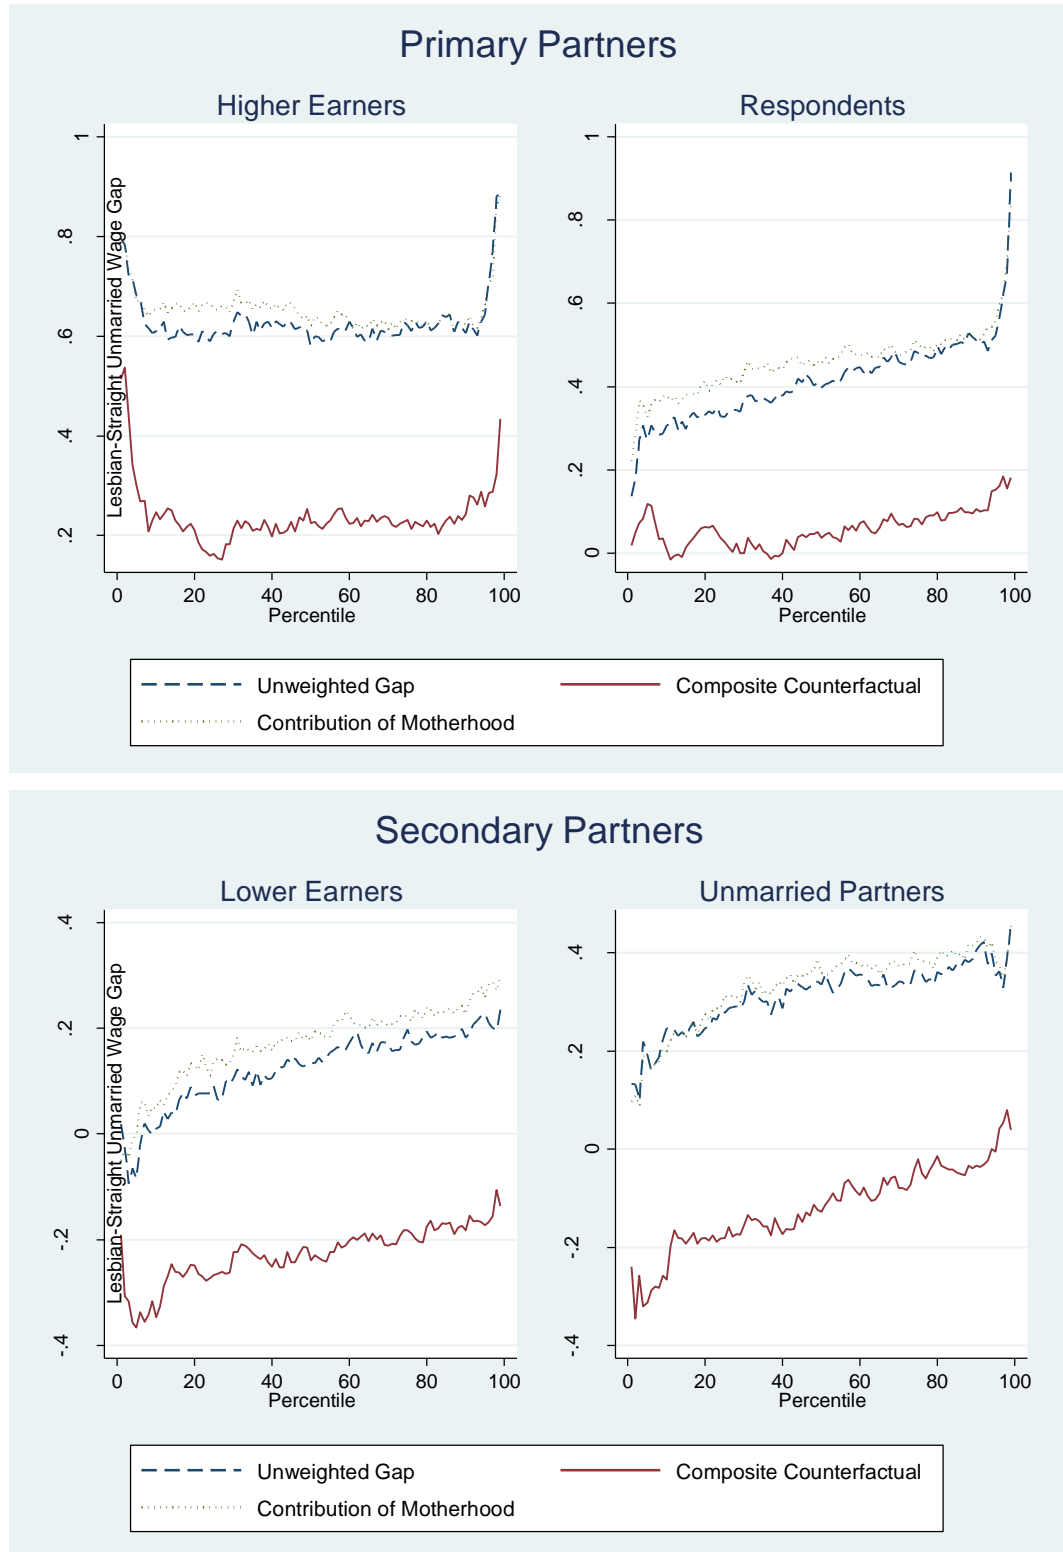 Primary Partners
Higher Earners
Respondents
Lesbian-Straight Unmarried Wage Gap
1
.8
.6
.4
.2
0 20 40 60 80 100
Percentile
1
.8
.6
.4
.2
0
0 20 40 60 80 100
Percentile
Unweighted Gap
Composite Counterfactual
Contribution of Motherhood
Secondary Partners
Lower Earners
Unmarried Partners
Lesbian-Straight Unmarried Wage Gap
.4
.2
0
-.2
-.4
0 20 40 60 80 100
Percentile
.4
.2
0
-.2
-.4
0 20 40 60 80 100
Percentile
Unweighted Gap
Composite Counterfactual
Contribution of Motherhood